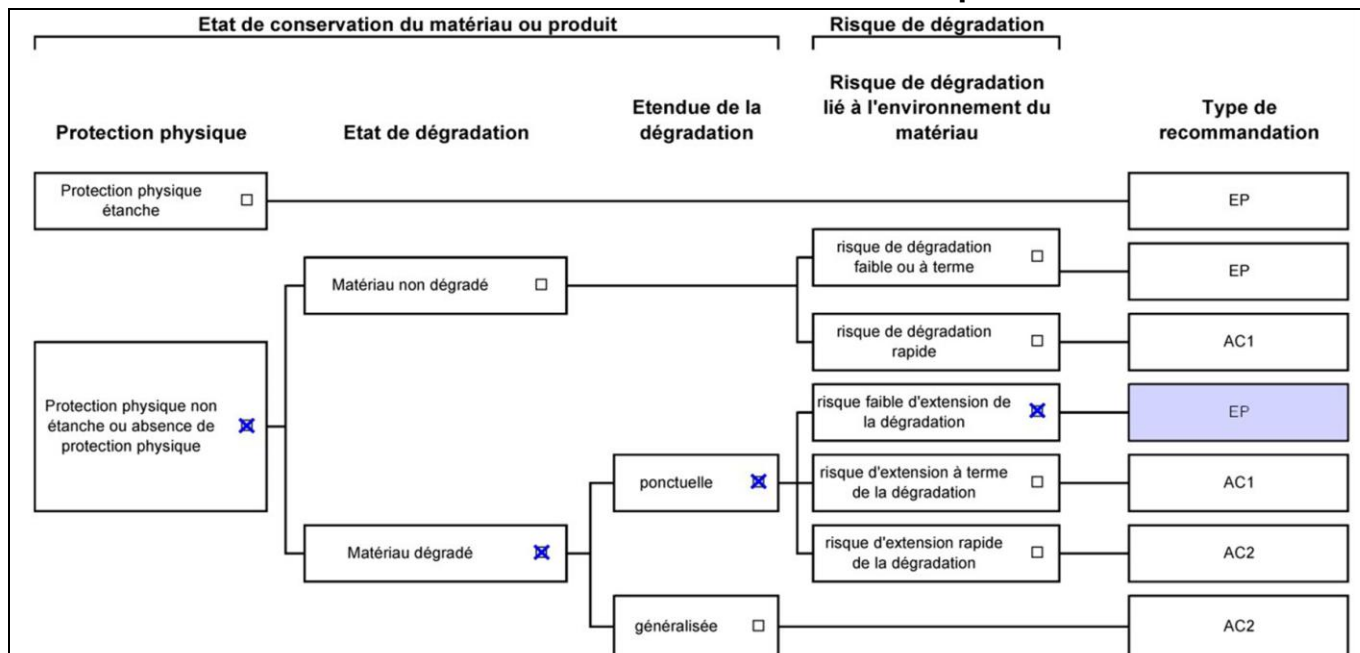 Etat de conservation du matériau ou produit
Risque de dégradation
Protection physique
Etat de dégradation
Etendue de la
dégradation
Risque de dégradation
lié à l'environnement du
matériau
Type de
recommandation
Protection physique
étanche
EP
Matériau non dégradé
risque de dégradation
faible ou à terme
EP
risque de dégradation
rapide
AC1
Protection physique non
étanche ou absence de
protection physique
risque faible d'extension de
la dégradation
EP
ponctuelle
risque d'extension à terme
de la dégradation
AC1
Matériau dégradé
risque d'extension rapide
de la dégradation
AC2
généralisée
AC2